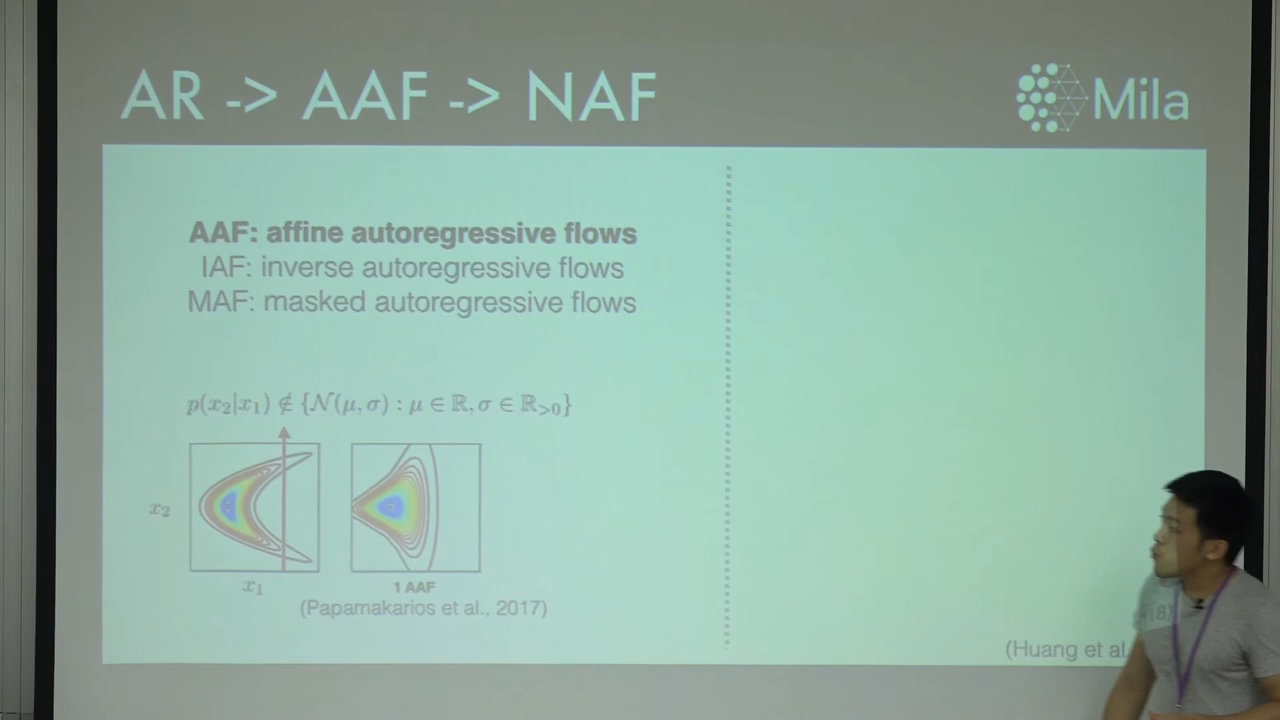 AR -> AAF -> NAF
Mila
AAF: affine autoregressive flows
IAF: inverse autoregressive flows
MAF: masked autoregressive flows
p(x₂|x₁) ∉ {𝒩(μ, σ) : μ ∈ ℝ, σ ∈ ℝ>0}
x₂
x₁
1 AAF
(Papamakarios et al., 2017)
(Huang et al
18)